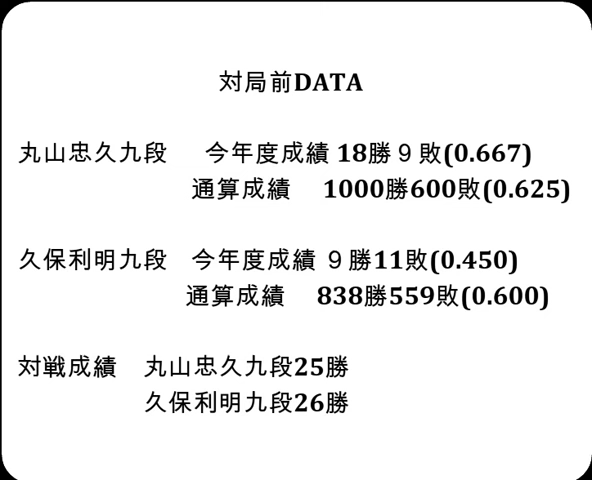 対局前DATA
丸山忠久九段 今年度成績 18勝９敗(0.667)
通算成績 1000勝600敗(0.625)
久保利明九段 今年度成績 ９勝11敗(0.450)
通算成績 838勝559敗(0.600)
対戦成績 丸山忠久九段25勝
久保利明九段26勝